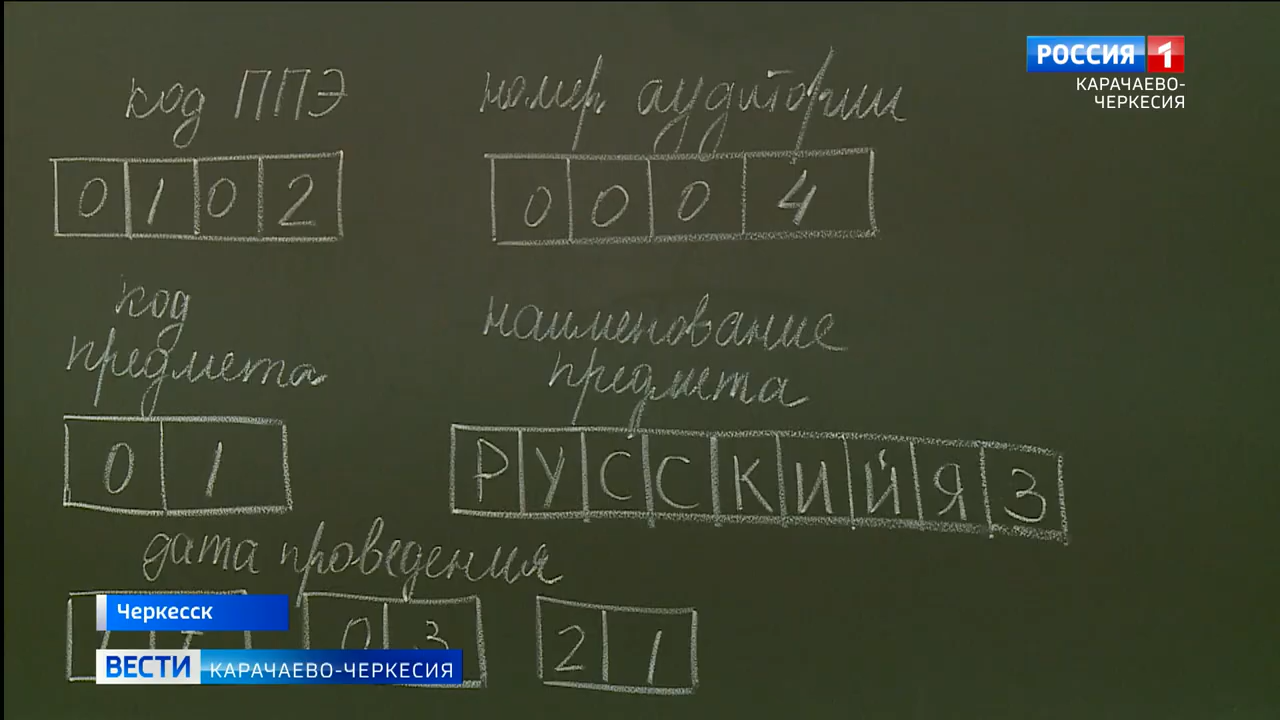 РОССИЯ 1
КАРАЧАЕВО-
ЧЕРКЕСИЯ
код ППЭ
0102
номер аудитории
0004
код
предмета
01
наименование
предмета
РУССКИЙЯЗ
дата проведения
03 21
Черкесск
ВЕСТИ КАРАЧАЕВО-ЧЕРКЕСИЯ